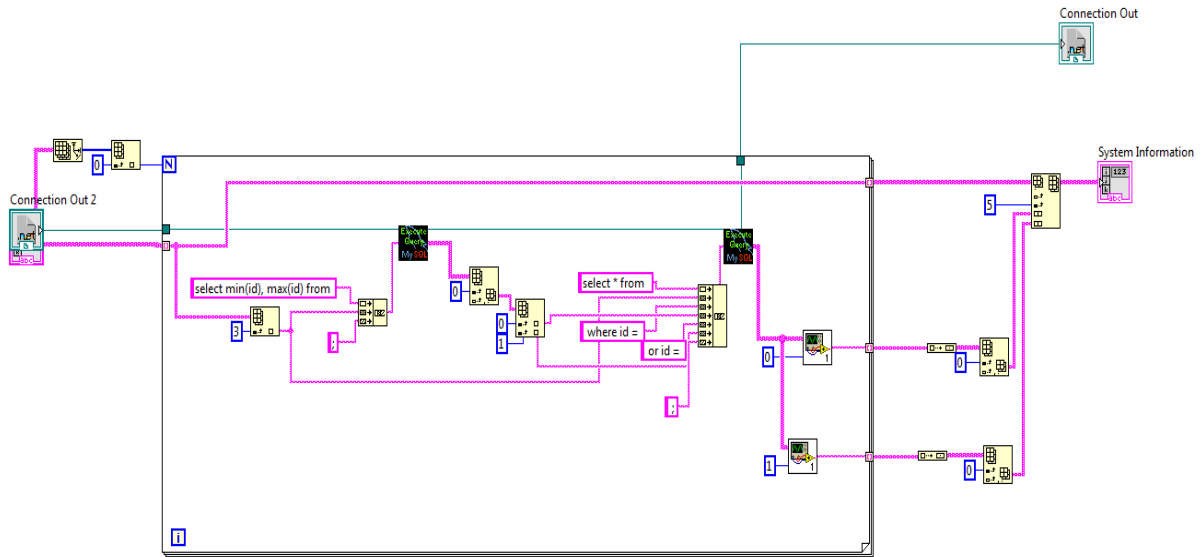 Connection Out
.net
System Information
123
abc
0
N
5
Connection Out 2
abc
Execute
Query
MySQL
Execute
Query
MySQL
select min(id), max(id) from
select * from
0
0
1
3
;
where id =
or id =
;
0
1
0
1
1
0
i